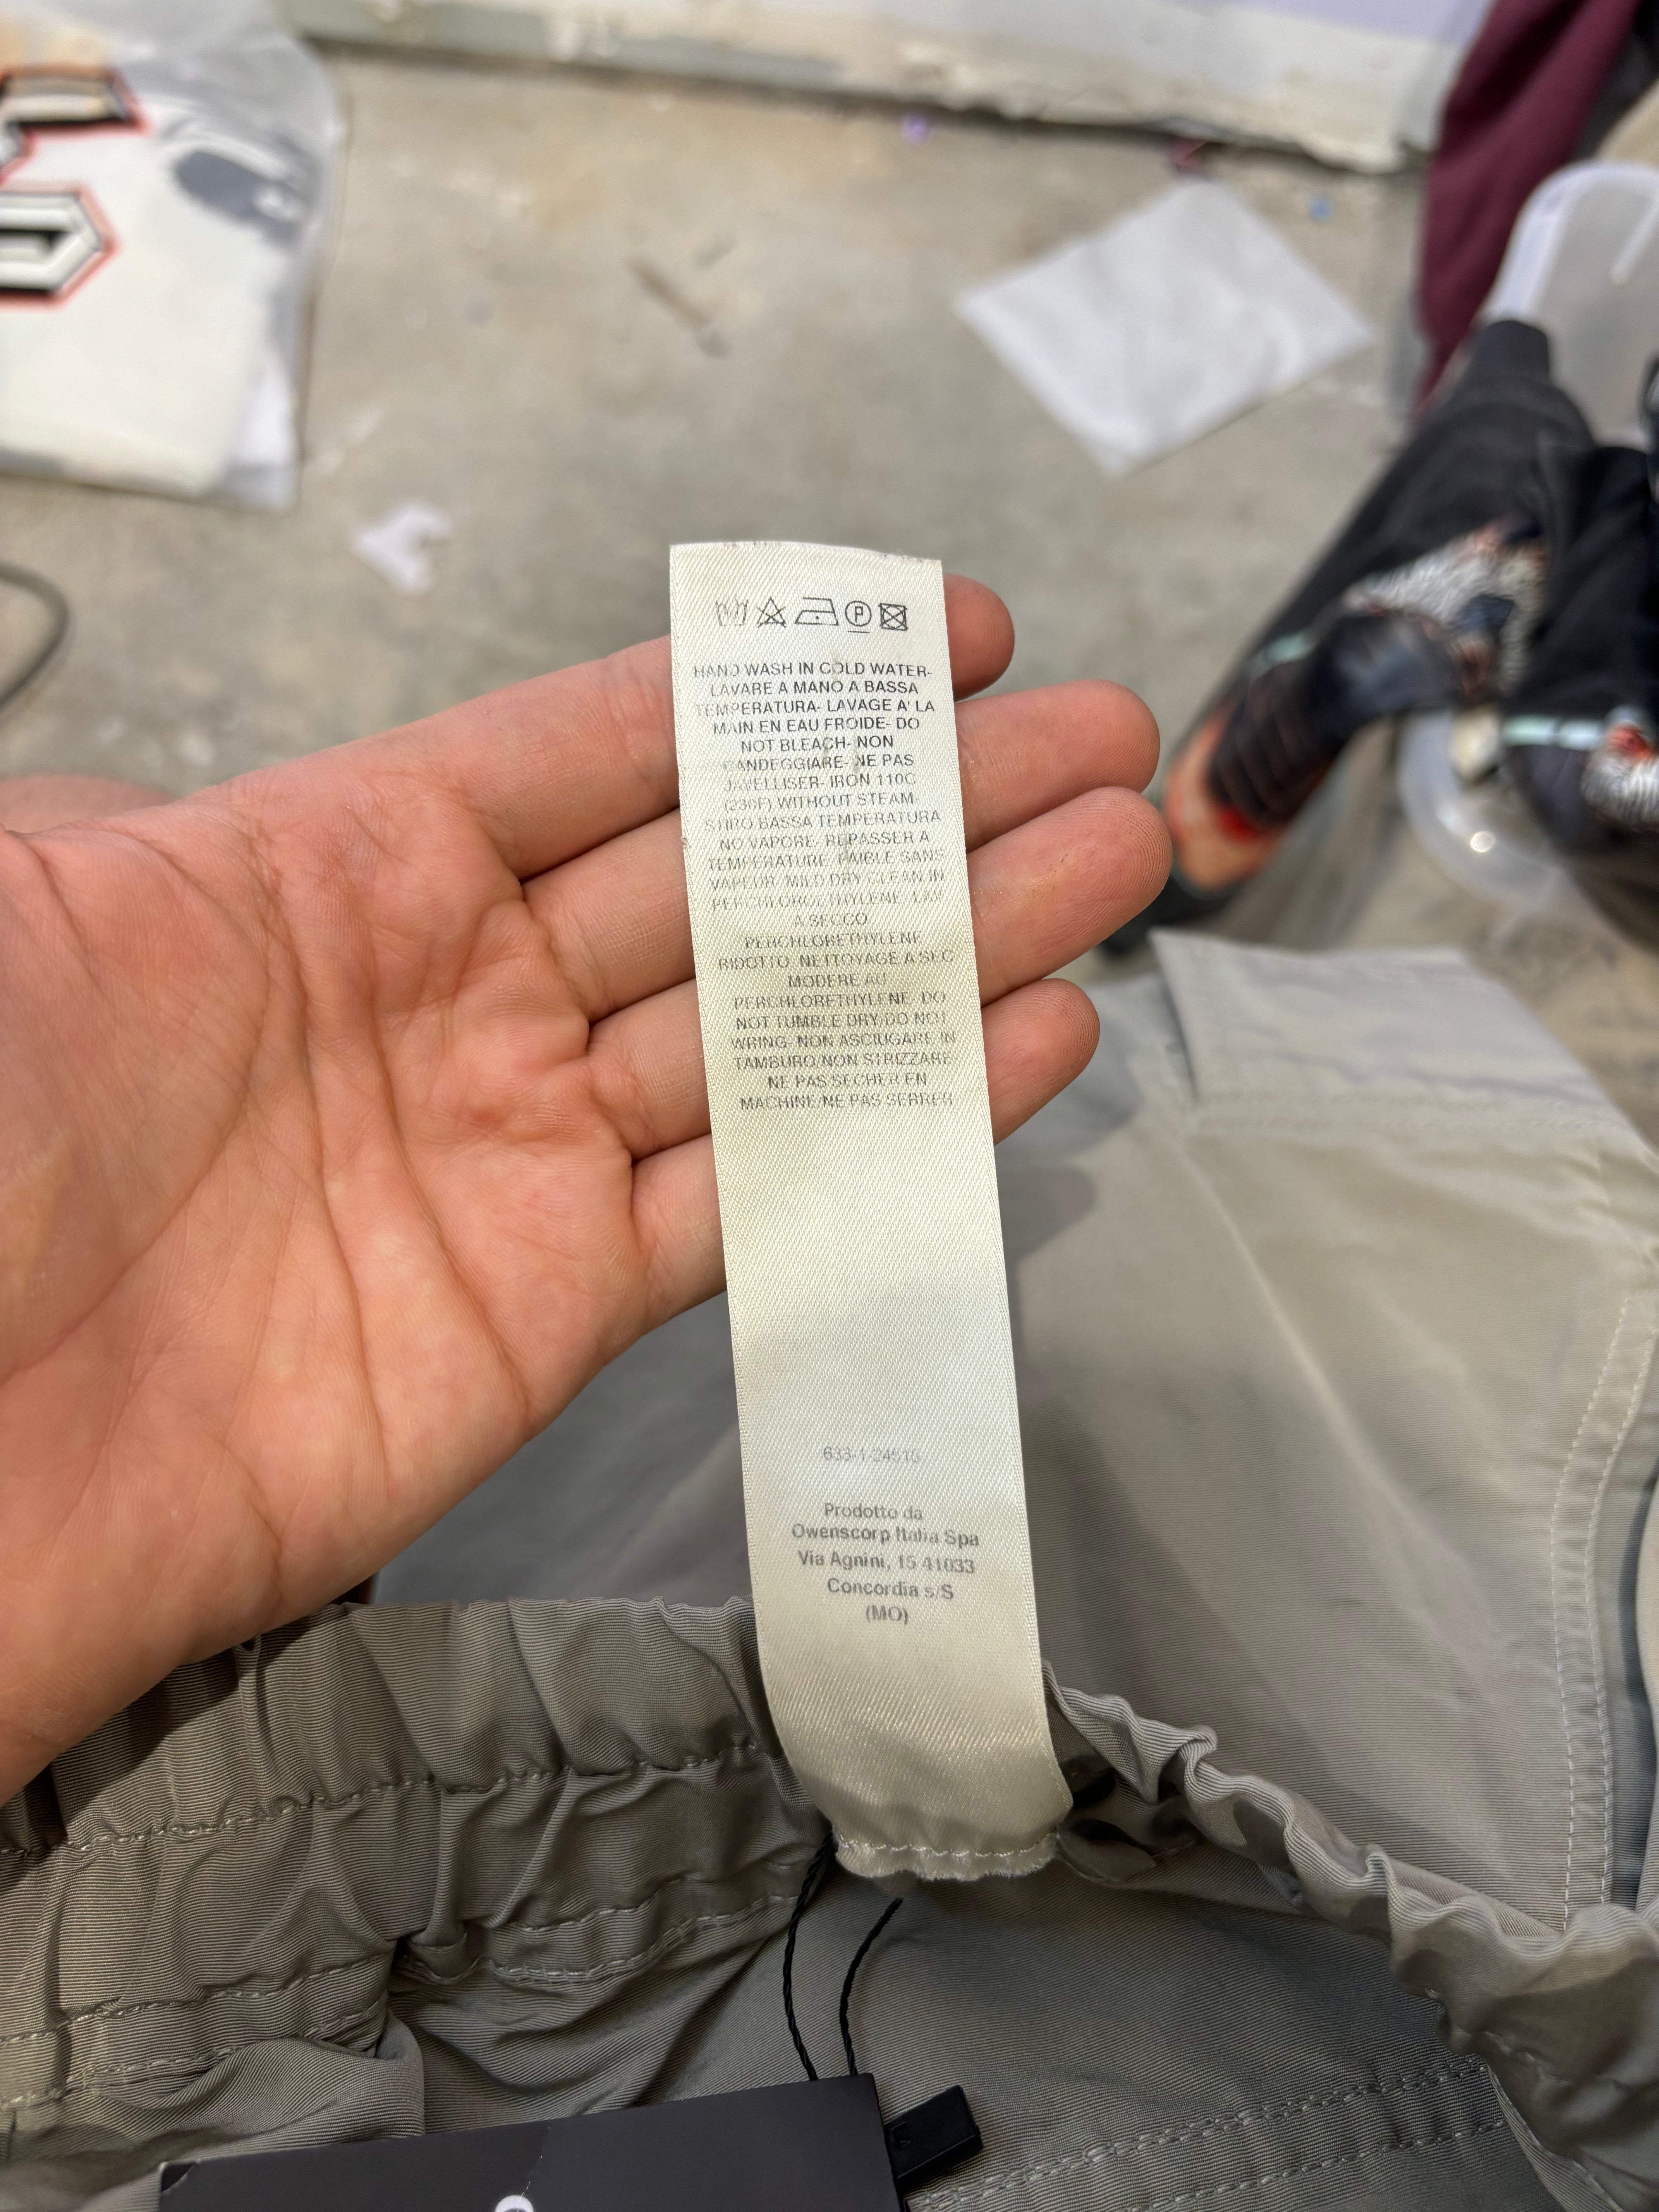 HAND WASH IN COLD WATER-
LAVARE A MANO A BASSA
TEMPERATURA- LAVAGE A' LA
MAIN EN EAU FROIDE- DO
NOT BLEACH- NON
CANDEGGIARE- NE PAS
JAVELLISER- IRON 110C
(230F) WITHOUT STEAM-
STIRO BASSA TEMPERATURA
NO VAPORE- REPASSER A
TEMPERATURE FAIBLE SANS
VAPEUR- MILD DRY CLEAN IN
PERCHLOROETHYLENE- LAV.
A SECCO
PERCHLORETHYLENE
RIDOTTO. NETTOYAGE A SEC
MODERE AU
PERCHLORETHYLENE- DO
NOT TUMBLE DRY/DO NOT
WRING- NON ASCIUGARE IN
TAMBURO/NON STRIZZARE
NE PAS SECHER EN
MACHINE/NE PAS SERRER
633-1-24515
Prodotto da
Owenscorp Italia Spa
Via Agnini, 15 41033
Concordia s/S
(MO)